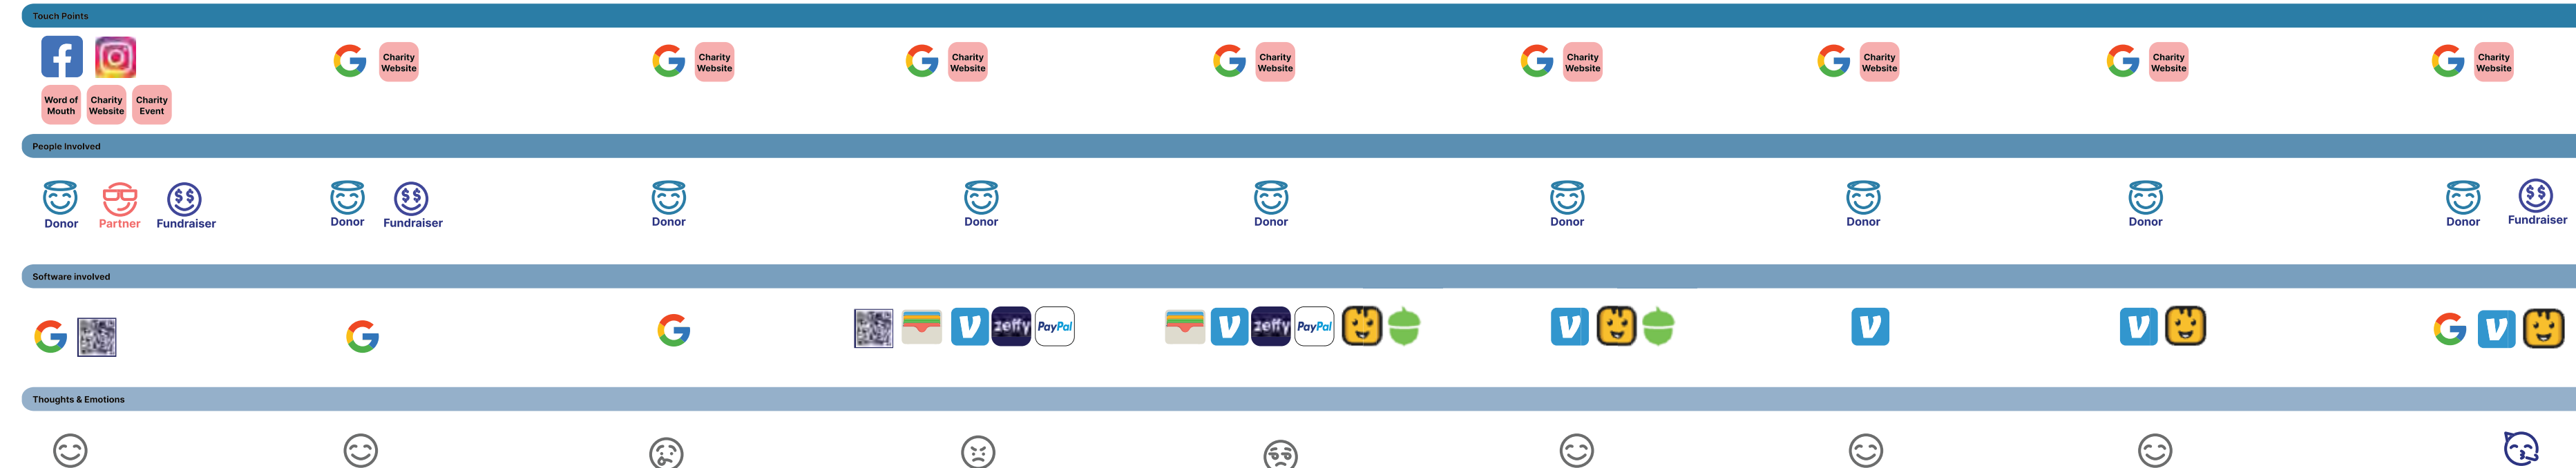 Touch Points
Charity
Website
Charity
Website
Charity
Website
Charity
Website
Charity
Website
Charity
Website
Charity
Website
Charity
Website
Word of
Mouth
Charity
Website
Charity
Event
People Involved
Donor
Partner
Fundraiser
Donor
Fundraiser
Donor
Donor
Donor
Donor
Donor
Donor
Donor
Fundraiser
Software involved
zeffy
PayPal
zeffy
PayPal
Thoughts & Emotions